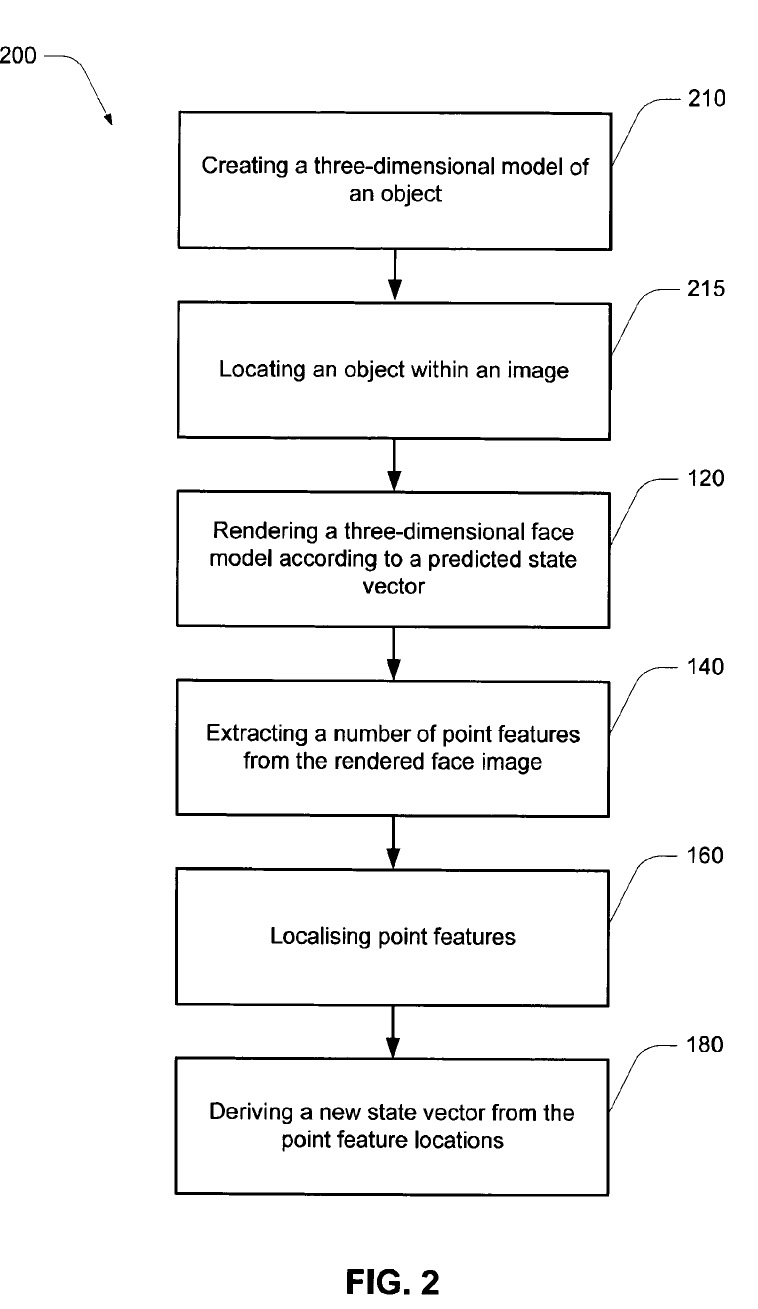 200
210
Creating a three-dimensional model of
an object
215
Locating an object within an image
120
Rendering a three-dimensional face
model according to a predicted state
vector
140
Extracting a number of point features
from the rendered face image
160
Localising point features
180
Deriving a new state vector from the
point feature locations
FIG. 2